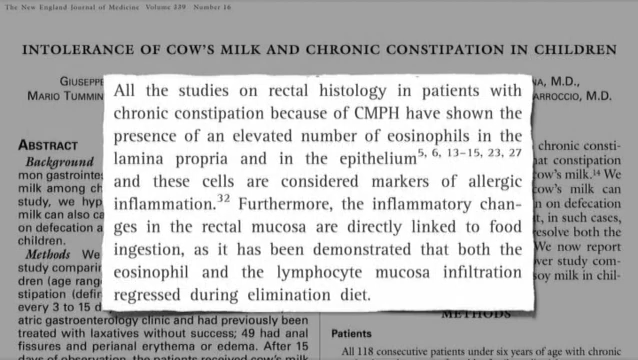 The New England Journal of Medicine Volume 339 Number 16
INTOLERANCE OF COW'S MILK AND CHRONIC CONSTIPATION IN CHILDREN
GIUSEPPE
M.D.,
MARIO
M.D.
All the studies on rectal histology in patients with
chronic constipation because of CMPH have shown the
presence of an elevated number of eosinophils in the
lamina propria and in the epithelium5, 6, 13–15, 23, 27
and these cells are considered markers of allergic
inflammation.32 Furthermore, the inflammatory chan-
ges in the rectal mucosa are directly linked to food
ingestion, as it has been demonstrated that both the
eosinophil and the lymphocyte mucosa infiltration
regressed during elimination diet.
ABSTRACT
Background
mon gastrointe
milk among ch
study, we hyp
milk can also ca
on defecation a
children.
Methods We
study comparin
dren (age rang
stipation (defin
every 3 to 15 d
atric gastroenterology clinic and had previously been
treated with laxatives without success; 49 had anal
fissures and perianal erythema or edema. After 15
days of observation, the patients received cow's milk
chronic consti-
hat constipation
cow's milk.14 We
cow's milk can
n on defecation
t, in such cases,
resolve both the
We now report
ver study com-
soy milk in chil-
METHODS
Patients
All 118 consecutive patients under six years of age with chronic